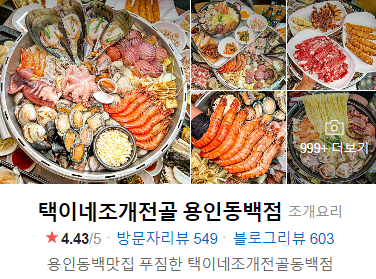 999+ 더보기
택이네조개전골 용인동백점 조개요리
★ 4.43/5 · 방문자리뷰 549 · 블로그리뷰 603
용인동백맛집 푸짐한 택이네조개전골동백점